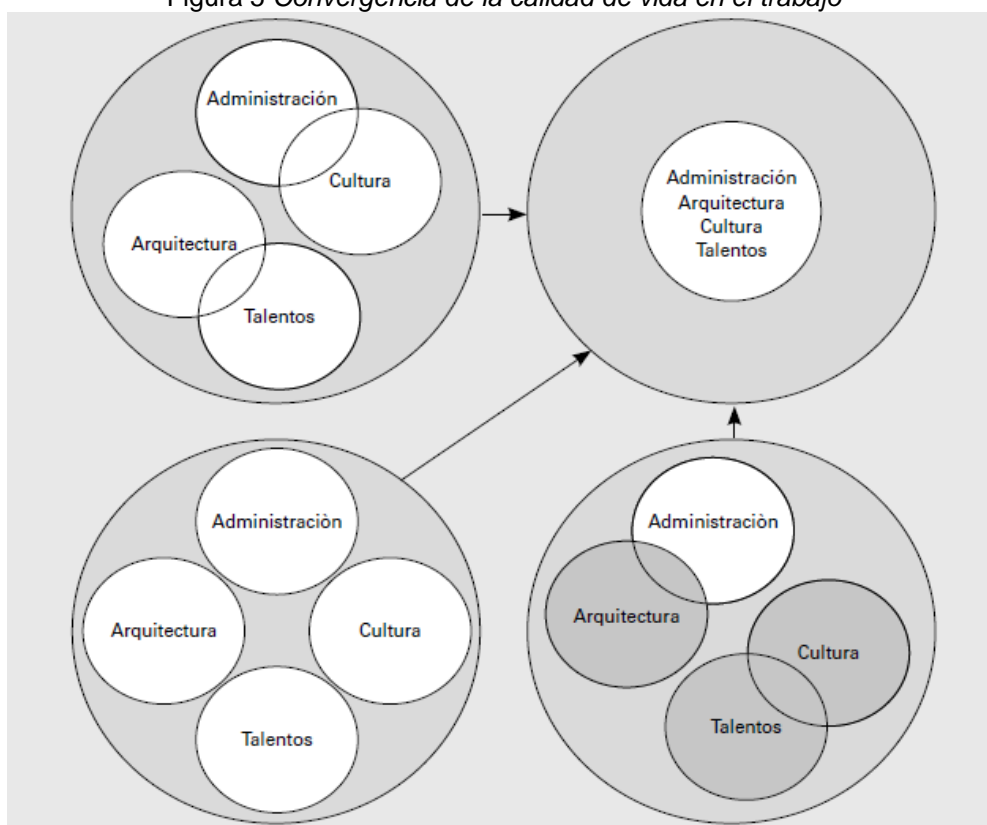 Figura 3 Convergencia de la calidad de vida en el trabajo
Administración
Cultura
Arquitectura
Talentos
Administración
Arquitectura
Cultura
Talentos
Administraciòn
Arquitectura
Cultura
Talentos
Administraciòn
Arquitectura
Cultura
Talentos